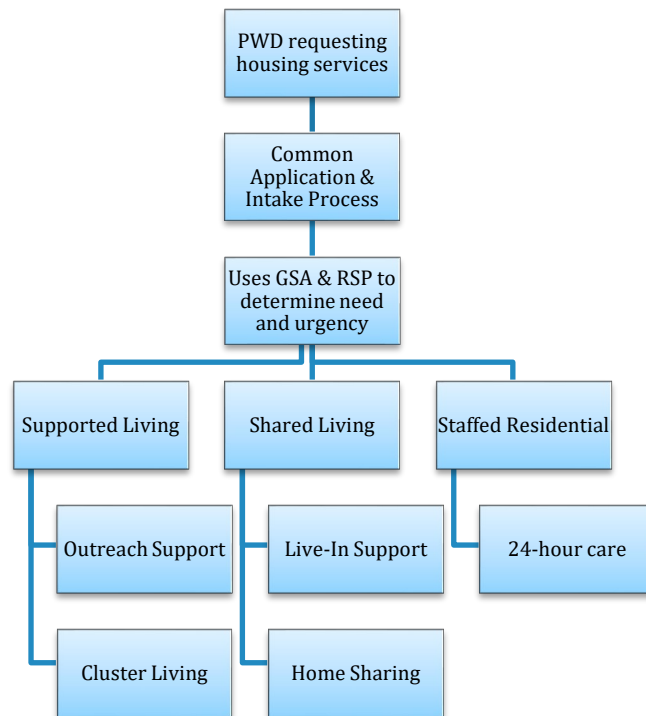 PWD requesting
housing services
Common
Application &
Intake Process
Uses GSA & RSP to
determine need
and urgency
Supported Living
Shared Living
Staffed Residential
Outreach Support
Live-In Support
24-hour care
Cluster Living
Home Sharing